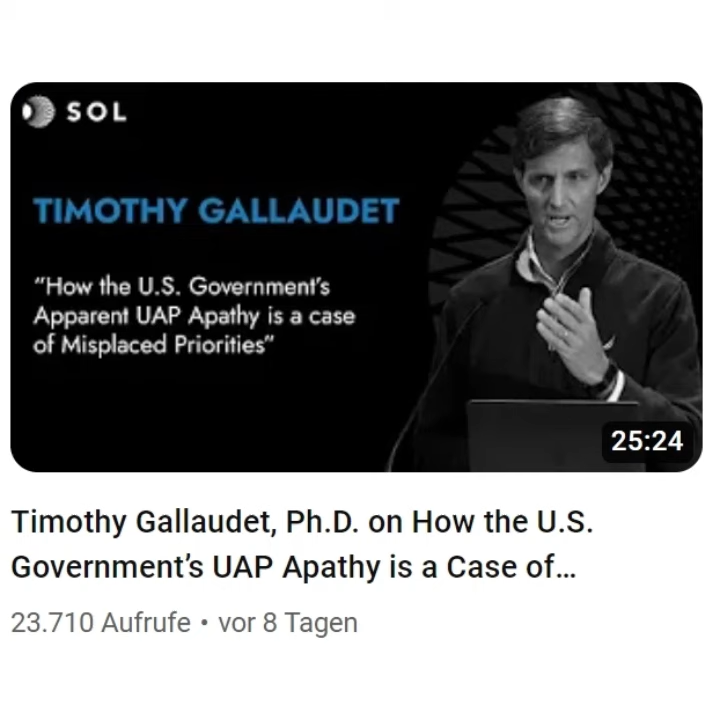 SOL
TIMOTHY GALLAUDET
“How the U.S. Government’s
Apparent UAP Apathy is a case
of Misplaced Priorities”
25:24
Timothy Gallaudet, Ph.D. on How the U.S.
Government’s UAP Apathy is a Case of...
23.710 Aufrufe • vor 8 Tagen